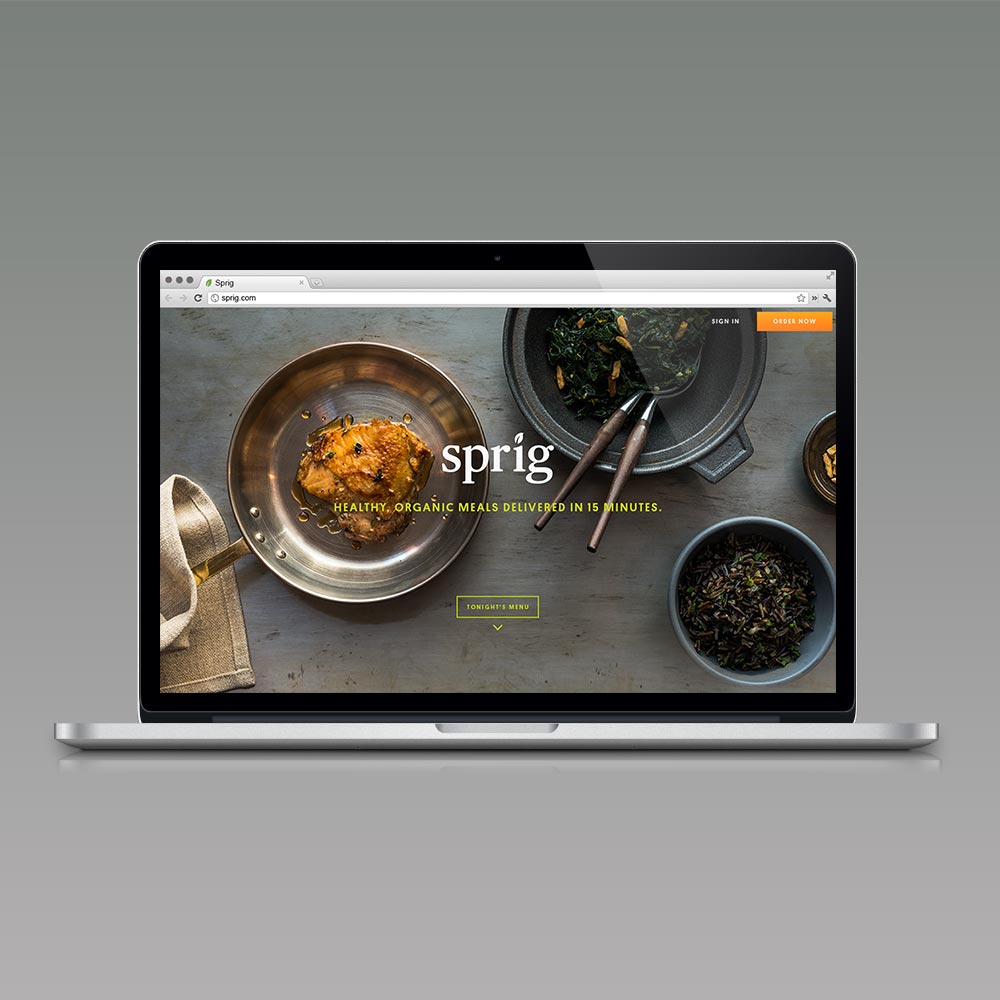 Sprig
sprig.com
SIGN IN
ORDER NOW
sprig
HEALTHY, ORGANIC MEALS DELIVERED IN 15 MINUTES.
TONIGHT'S MENU